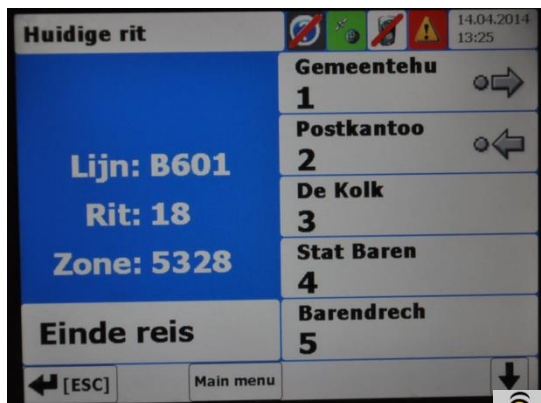 Huidige rit
14.04.2014
13:25
Lijn: B601
Rit: 18
Zone: 5328
Einde reis
Gemeentehu
1
Postkantoo
2
De Kolk
3
Stat Baren
4
Barendrech
5
[ESC]
Main menu